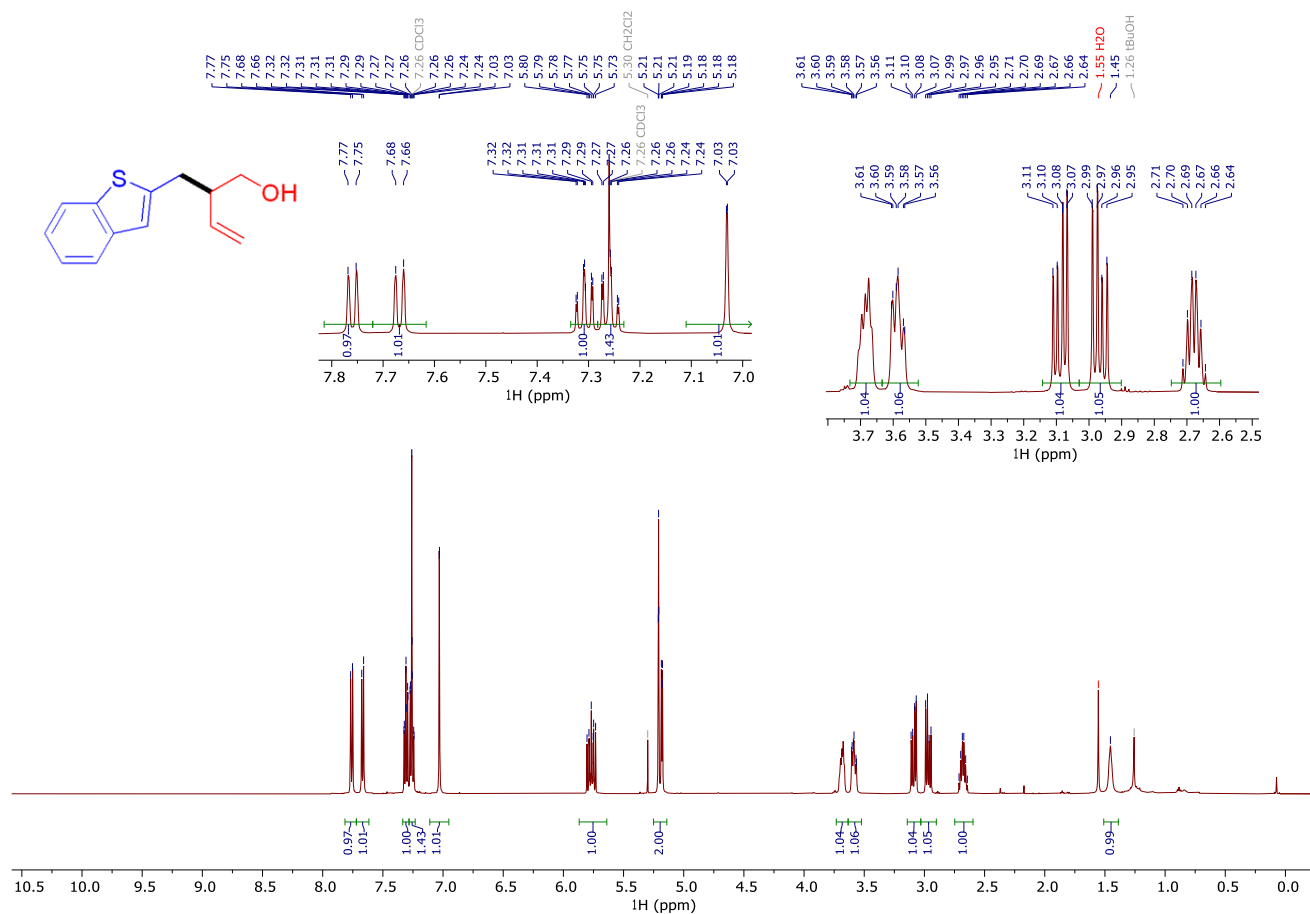 7.77 7.75 7.68 7.66 7.32 7.32 7.31 7.31 7.31 7.29 7.29 7.27 7.27 7.26 7.26 CDCl3 7.26 7.26 7.24 7.24 7.03 7.03 5.80 5.79 5.78 5.77 5.75 5.75 5.73 5.30 CH2Cl2 5.21 5.21 5.21 5.19 5.18 5.18 5.18 3.61 3.60 3.59 3.58 3.57 3.56 3.11 3.10 3.08 3.07 2.99 2.97 2.96 2.95 2.71 2.70 2.69 2.67 2.66 2.64 1.55 H2O 1.45 1.26 tBuOH
S
OH
7.77 7.75 7.68 7.66 7.32 7.32 7.31 7.31 7.31 7.29 7.29 7.27 7.27 7.26 7.26 CDCl3 7.26 7.26 7.24 7.24 7.03 7.03
0.97 1.01 1.00 1.43 1.01
7.8 7.7 7.6 7.5 7.4 7.3 7.2 7.1 7.0
1H (ppm)
3.61 3.60 3.59 3.58 3.57 3.56 3.11 3.10 3.08 3.07 2.99 2.97 2.96 2.95 2.71 2.70 2.69 2.67 2.66 2.64
1.04 1.06 1.04 1.05 1.00
3.7 3.6 3.5 3.4 3.3 3.2 3.1 3.0 2.9 2.8 2.7 2.6 2.5
1H (ppm)
0.97 1.01 1.00 1.43 1.01 1.00 2.00 1.04 1.06 1.04 1.05 1.00 0.99
10.5 10.0 9.5 9.0 8.5 8.0 7.5 7.0 6.5 6.0 5.5 5.0 4.5 4.0 3.5 3.0 2.5 2.0 1.5 1.0 0.5 0.0
1H (ppm)